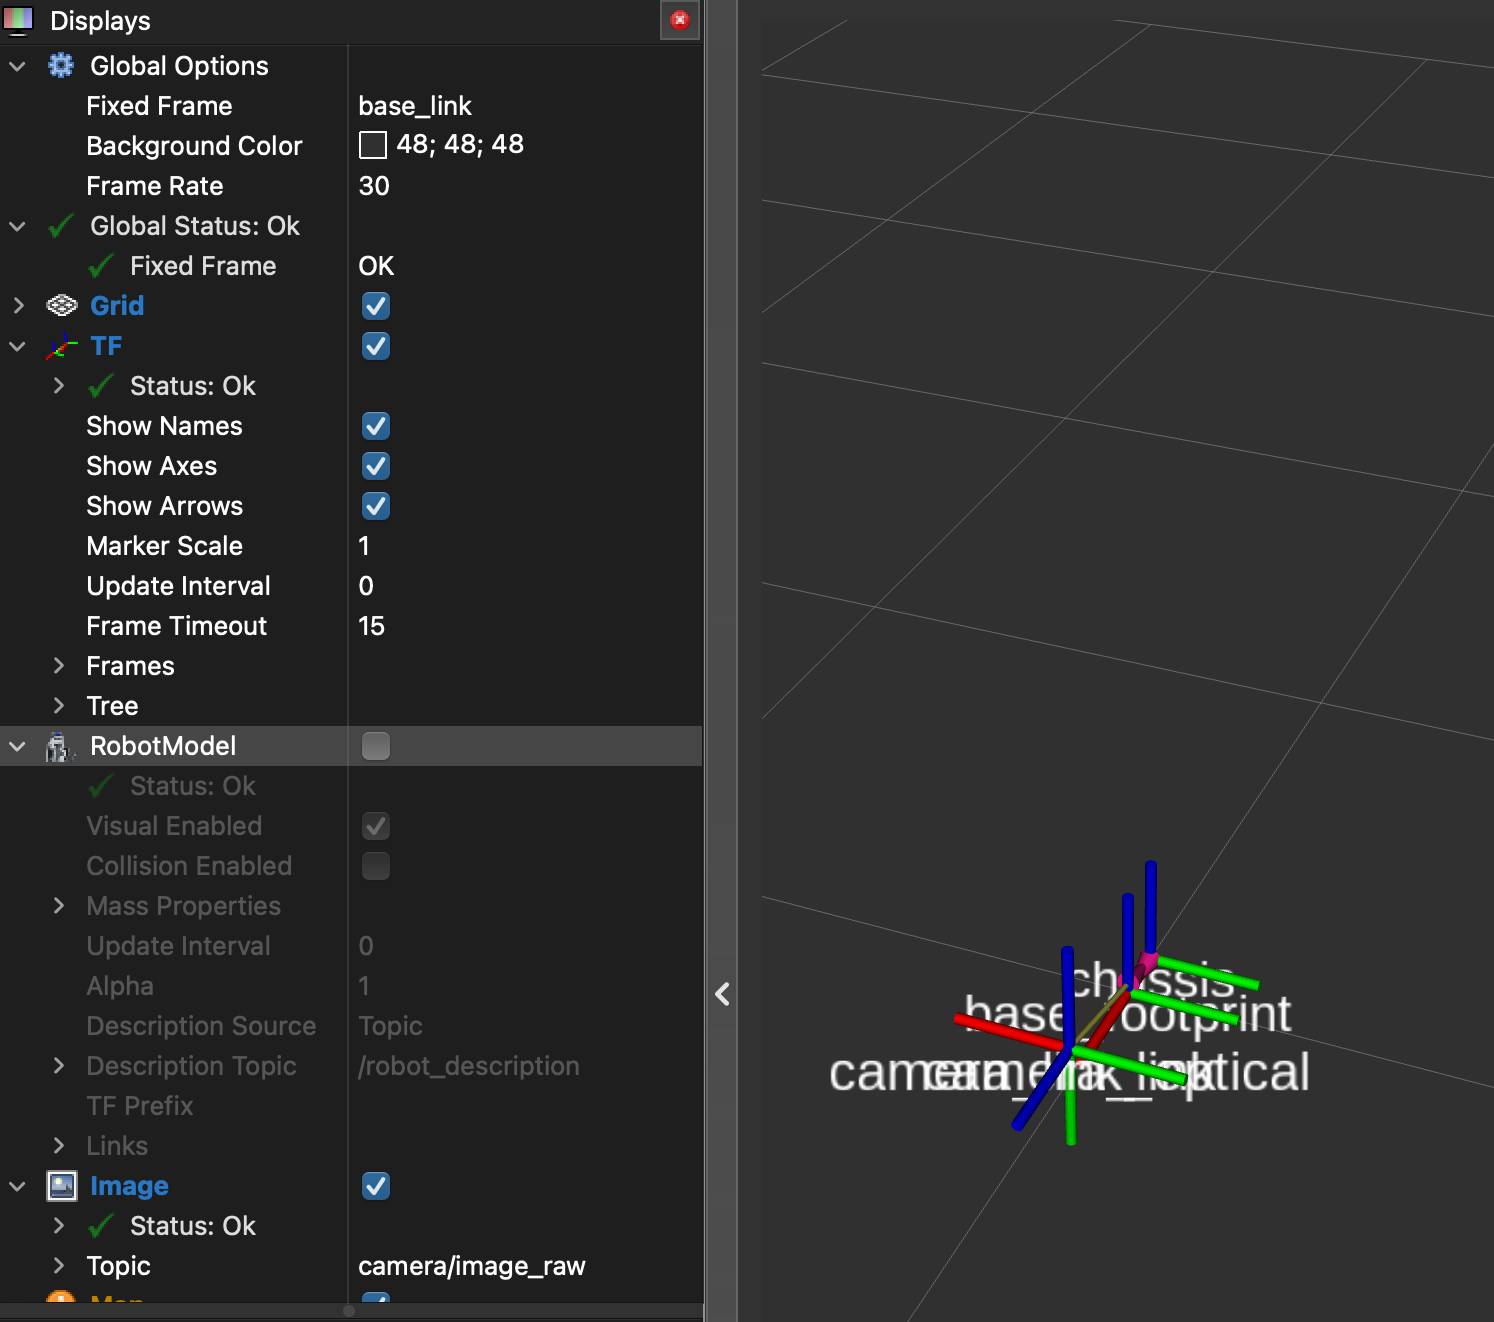 Displays
Global Options
Fixed Frame base_link
Background Color 48; 48; 48
Frame Rate 30
Global Status: Ok
Fixed Frame OK
Grid
TF
Status: Ok
Show Names
Show Axes
Show Arrows
Marker Scale 1
Update Interval 0
Frame Timeout 15
Frames
Tree
RobotModel
Status: Ok
Visual Enabled
Collision Enabled
Mass Properties
Update Interval 0
Alpha 1
Description Source Topic
Description Topic /robot_description
TF Prefix
Links
Image
Status: Ok
Topic camera/image_raw
chassis
base_footprint
camera_link_optical
camera_link